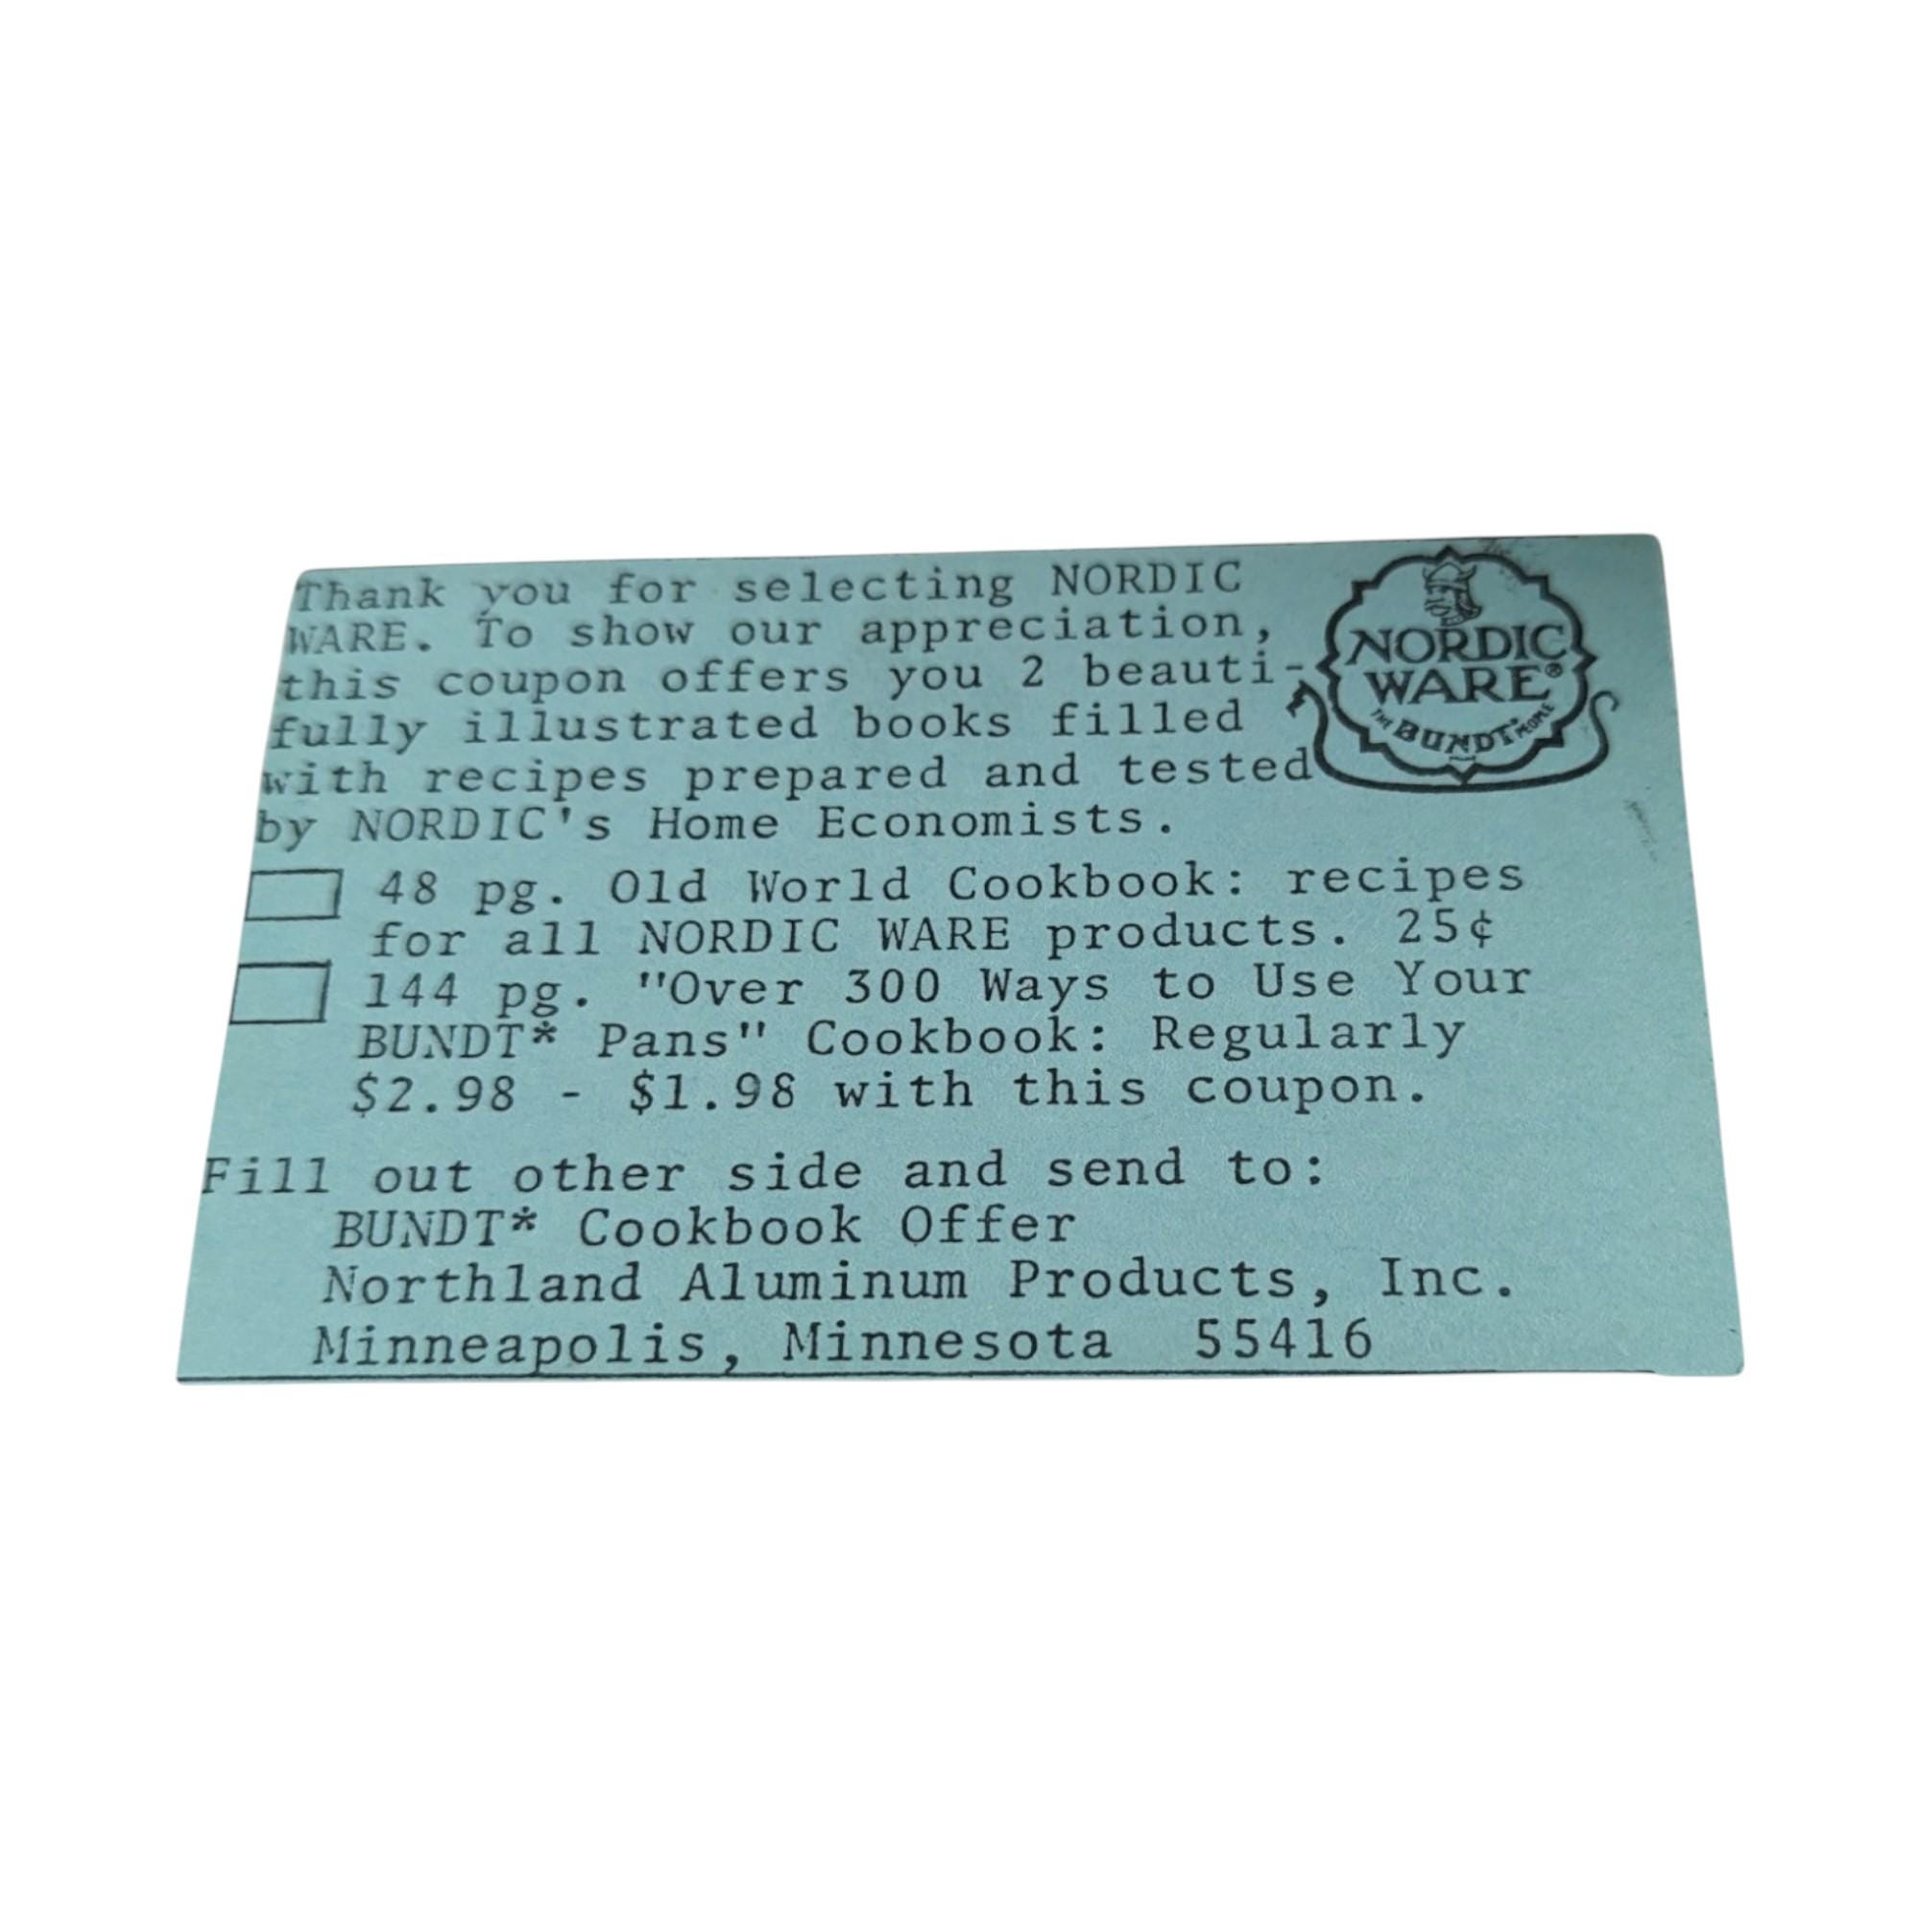 Thank you for selecting NORDIC
WARE. To show our appreciation,
this coupon offers you 2 beauti-
fully illustrated books filled
with recipes prepared and tested
by NORDIC's Home Economists.
NORDIC
WARE®
THE BUNDT® PEOPLE
48 pg. Old World Cookbook: recipes
for all NORDIC WARE products. 25¢
144 pg. "Over 300 Ways to Use Your
BUNDT* Pans" Cookbook: Regularly
$2.98 - $1.98 with this coupon.
Fill out other side and send to:
BUNDT* Cookbook Offer
Northland Aluminum Products, Inc.
Minneapolis, Minnesota 55416